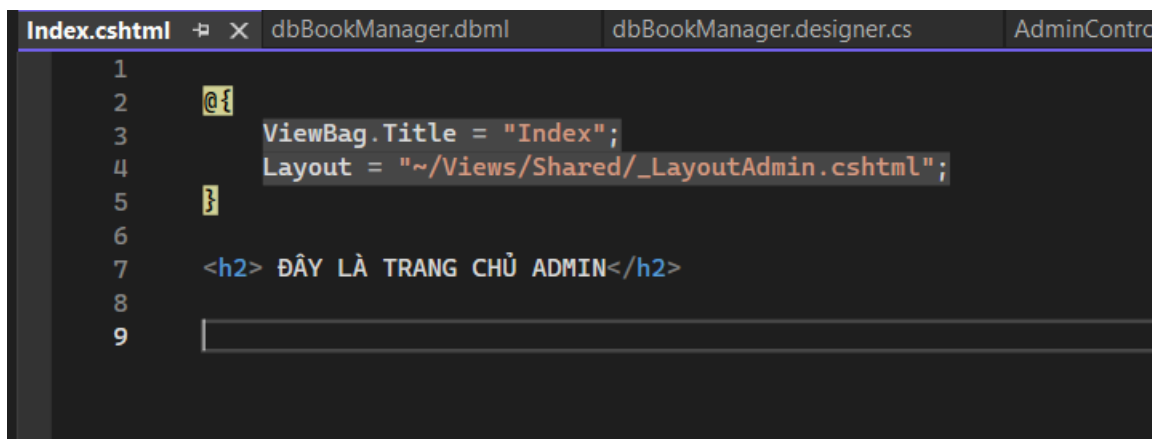 Index.cshtml dbBookManager.dbml dbBookManager.designer.cs AdminContro
1
2 @{
3 ViewBag.Title = "Index";
4 Layout = "~/Views/Shared/_LayoutAdmin.cshtml";
5 }
6
7 <h2> ĐÂY LÀ TRANG CHỦ ADMIN</h2>
8
9